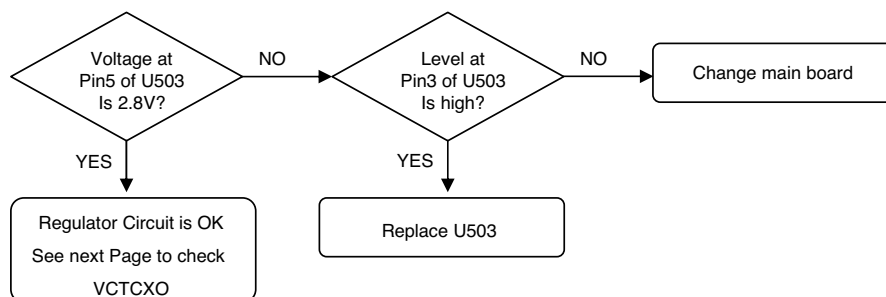 Voltage at
Pin5 of U503
Is 2.8V?
NO
Level at
Pin3 of U503
Is high?
NO
Change main board
YES
YES
Regulator Circuit is OK
See next Page to check
VCTCXO
Replace U503